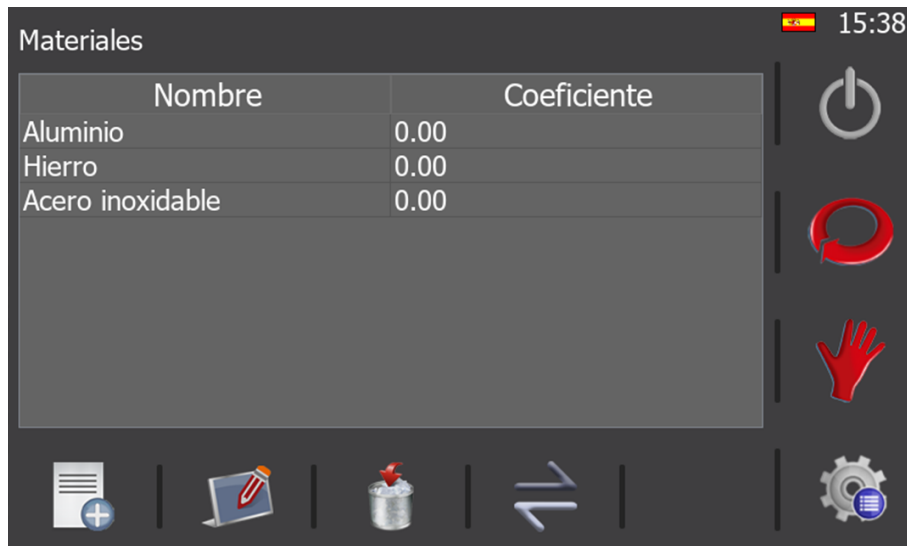 15:38
Materiales
Nombre Coeficiente
Aluminio 0.00
Hierro 0.00
Acero inoxidable 0.00